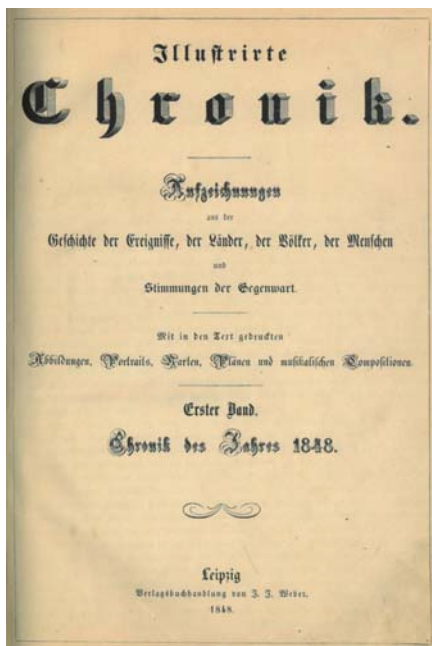 Illustrirte
Chronik.
Aufzeichnungen
aus der
Geschichte der Ereignisse, der Länder, der Völker, der Menschen
und
Stimmungen der Gegenwart.
Mit in den Text gedruckten
Abbildungen, Portraits, Karten, Plänen und musikalischen Compositionen.
Erster Band.
Chronik des Jahres 1848.
Leipzig
Verlagsbuchhandlung von J. J. Weber.
1848.